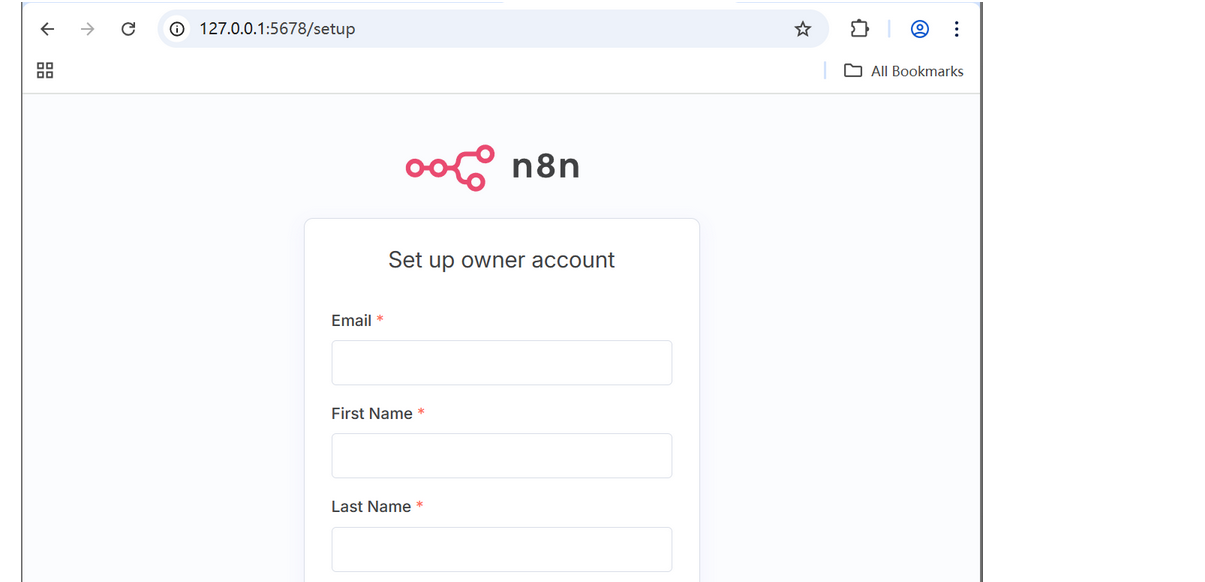 127.0.0.1:5678/setup
All Bookmarks
n8n
Set up owner account
Email *
First Name *
Last Name *